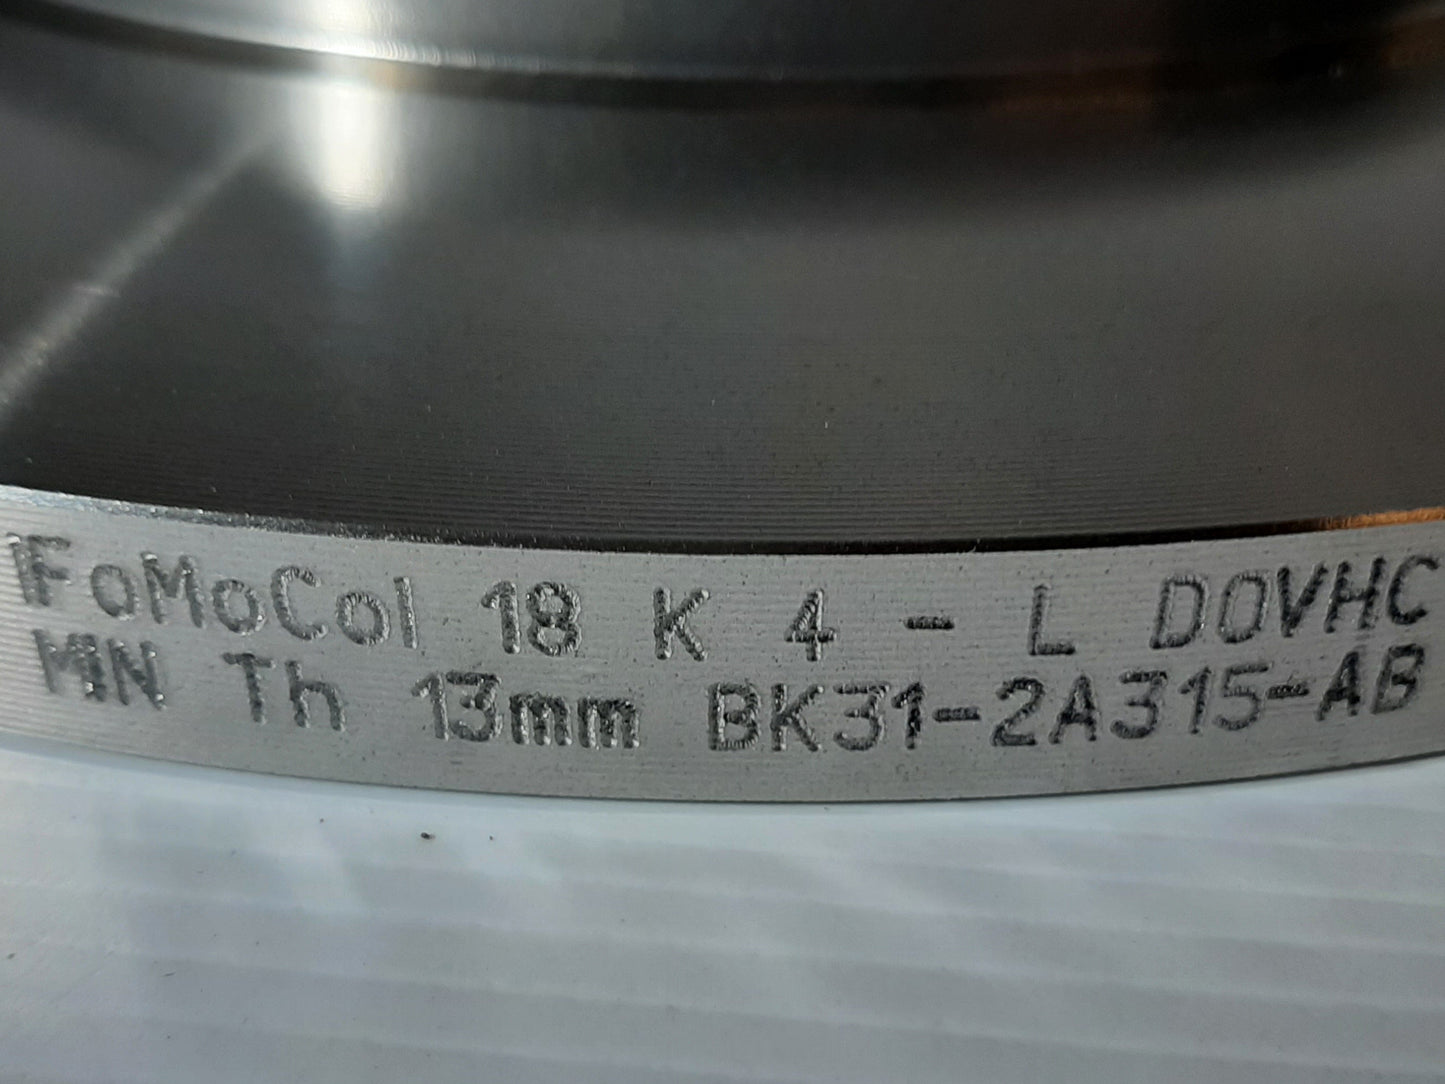 |FoMoCo| 18 K 4 - L DOVHC
MIN Th 13mm BK31-2A315-AB